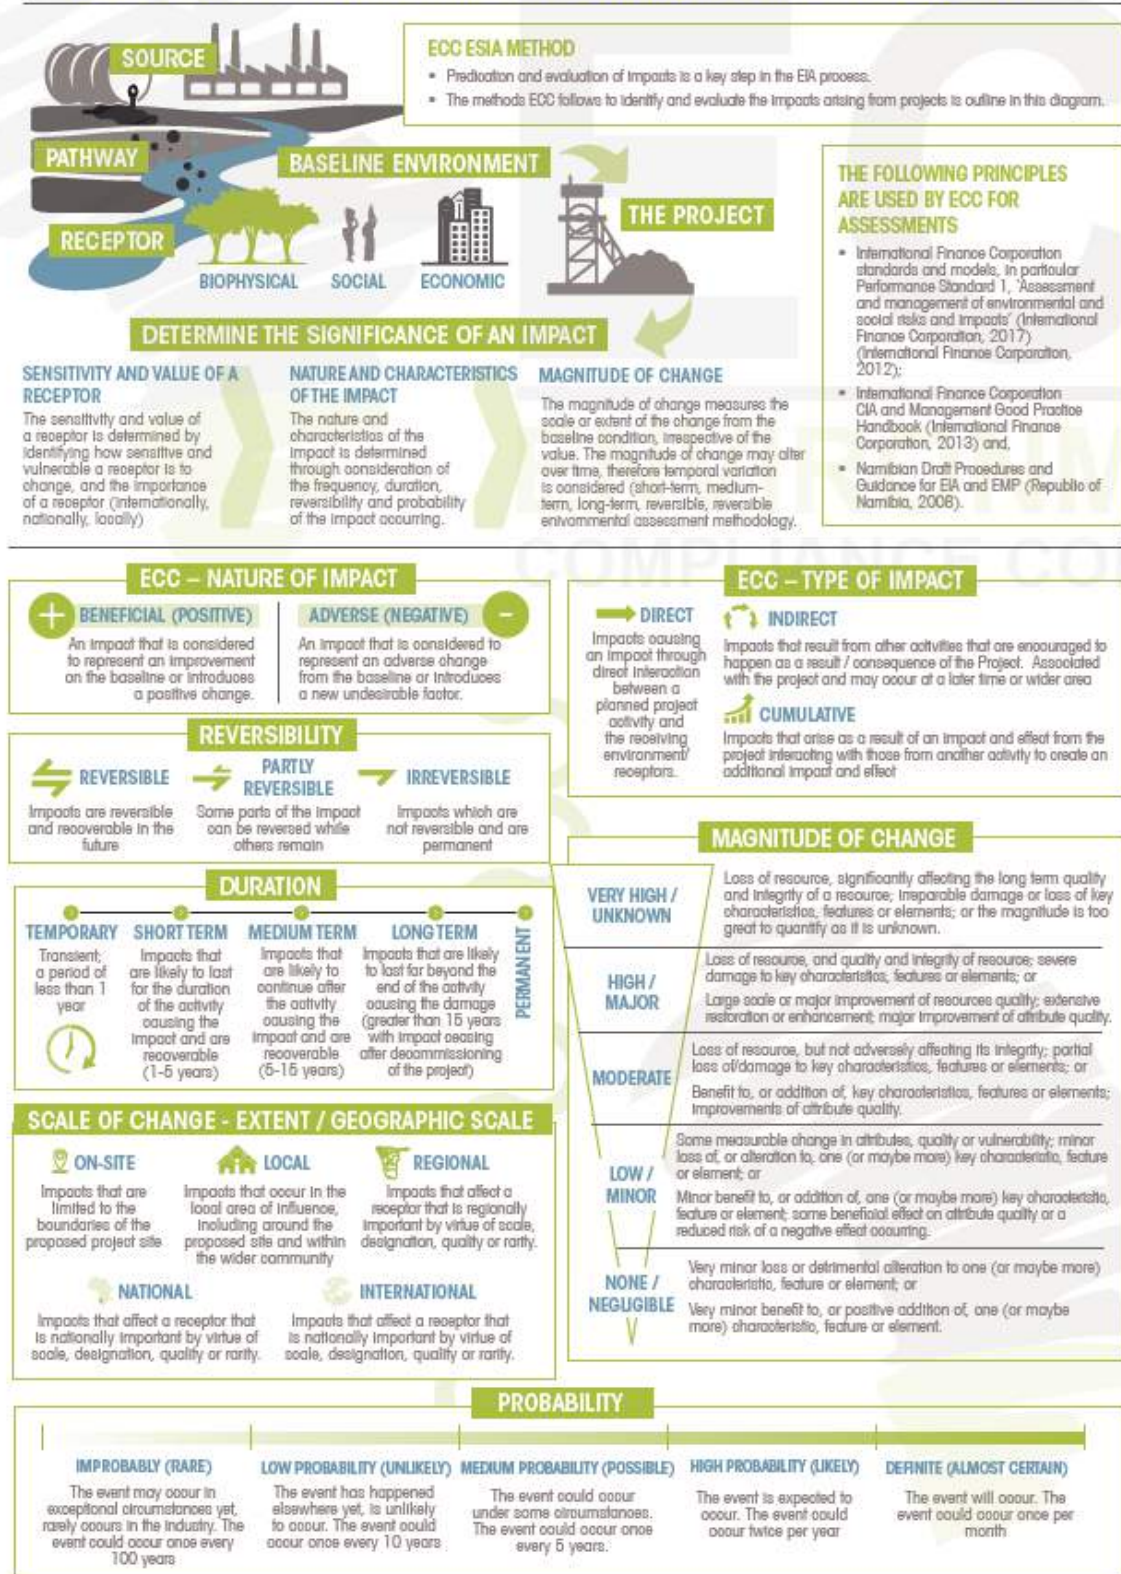 SOURCE
PATHWAY
RECEPTOR
BASELINE ENVIRONMENT
BIOPHYSICAL
SOCIAL
ECONOMIC
THE PROJECT
ECC ESIA METHOD
• Predication and evaluation of impacts is a key step in the EIA process.
• The methods ECC follows to identify and evaluate the impacts arising from projects is outline in this diagram.
THE FOLLOWING PRINCIPLES
ARE USED BY ECC FOR
ASSESSMENTS
• International Finance Corporation
standards and models, in particular
Performance Standard 1, 'Assessment
and management of environmental and
social risks and impacts' (International
Finance Corporation, 2017)
(International Finance Corporation,
2012);
• International Finance Corporation
CIA and Management Good Practice
Handbook (International Finance
Corporation, 2013) and,
• Namibian Draft Procedures and
Guidance for EIA and EMP (Republic of
Namibia, 2008).
DETERMINE THE SIGNIFICANCE OF AN IMPACT
SENSITIVITY AND VALUE OF A
RECEPTOR
The sensitivity and value of
a receptor is determined by
identifying how sensitive and
vulnerable a receptor is to
change, and the importance
of a receptor (internationally,
nationally, locally)
NATURE AND CHARACTERISTICS
OF THE IMPACT
The nature and
characteristics of the
impact is determined
through consideration of
the frequency, duration,
reversibility and probability
of the impact occurring.
MAGNITUDE OF CHANGE
The magnitude of change measures the
scale or extent of the change from the
baseline condition, irrespective of the
value. The magnitude of change may alter
over time, therefore temporal variation
is considered (short-term, medium-
term, long-term, reversible, reversible
environmental assessment methodology.
COMPLIANCE CO
ECC – NATURE OF IMPACT
+ BENEFICIAL (POSITIVE)
An impact that is considered
to represent an improvement
on the baseline or introduces
a positive change.
ADVERSE (NEGATIVE) -
An impact that is considered to
represent an adverse change
from the baseline or introduces
a new undesirable factor.
ECC – TYPE OF IMPACT
DIRECT
Impacts causing
an impact through
direct interaction
between a
planned project
activity and
the receiving
environment/
receptors.
INDIRECT
Impacts that result from other activities that are encouraged to
happen as a result / consequence of the Project. Associated
with the project and may occur at a later time or wider area
CUMULATIVE
Impacts that arise as a result of an impact and effect from the
project interacting with those from another activity to create an
additional impact and effect
REVERSIBILITY
REVERSIBLE
Impacts are reversible
and recoverable in the
future
PARTLY
REVERSIBLE
Some parts of the impact
can be reversed while
others remain
IRREVERSIBLE
Impacts which are
not reversible and are
permanent
DURATION
TEMPORARY
Transient;
a period of
less than 1
year
SHORT TERM
Impacts that
are likely to last
for the duration
of the activity
causing the
impact and are
recoverable
(1-5 years)
MEDIUM TERM
Impacts that
are likely to
continue after
the activity
causing the
impact and are
recoverable
(5-15 years)
LONG TERM
Impacts that are likely
to last far beyond the
end of the activity
causing the damage
(greater than 15 years
with impact ceasing
after decommissioning
of the project)
PERMANENT
SCALE OF CHANGE - EXTENT / GEOGRAPHIC SCALE
ON-SITE
Impacts that are
limited to the
boundaries of the
proposed project site
LOCAL
Impacts that occur in the
local area of influence,
including around the
proposed site and within
the wider community
REGIONAL
Impacts that affect a
receptor that is regionally
important by virtue of scale,
designation, quality or rarity.
NATIONAL
Impacts that affect a receptor that
is nationally important by virtue of
scale, designation, quality or rarity.
INTERNATIONAL
Impacts that affect a receptor that
is nationally important by virtue of
scale, designation, quality or rarity.
MAGNITUDE OF CHANGE
VERY HIGH /
UNKNOWN
Loss of resource, significantly affecting the long term quality
and integrity of a resource; irreparable damage or loss of key
characteristics, features or elements; or the magnitude is too
great to quantify as it is unknown.
HIGH /
MAJOR
Loss of resource, and quality and integrity of resource; severe
damage to key characteristics, features or elements; or
Large scale or major improvement of resources quality; extensive
restoration or enhancement; major improvement of attribute quality.
MODERATE
Loss of resource, but not adversely affecting its integrity; partial
loss of/damage to key characteristics, features or elements; or
Benefit to, or addition of, key characteristics, features or elements;
improvements of attribute quality.
LOW /
MINOR
Some measurable change in attributes, quality or vulnerability; minor
loss of, or alteration to, one (or maybe more) key characteristic, feature
or element; or
Minor benefit to, or addition of, one (or maybe more) key characteristic,
feature or element; some beneficial effect on attribute quality or a
reduced risk of a negative effect occurring.
NONE /
NEGLIGIBLE
Very minor loss or detrimental alteration to one (or maybe more)
characteristic, feature or element; or
Very minor benefit to, or positive addition of, one (or maybe
more) characteristic, feature or element.
PROBABILITY
IMPROBABLY (RARE)
The event may occur in
exceptional circumstances yet,
rarely occurs in the industry. The
event could occur once every
100 years
LOW PROBABILITY (UNLIKELY)
The event has happened
elsewhere yet, is unlikely
to occur. The event could
occur once every 10 years
MEDIUM PROBABILITY (POSSIBLE)
The event could occur
under some circumstances.
The event could occur once
every 5 years.
HIGH PROBABILITY (LIKELY)
The event is expected to
occur. The event could
occur twice per year
DEFINITE (ALMOST CERTAIN)
The event will occur. The
event could occur once per
month